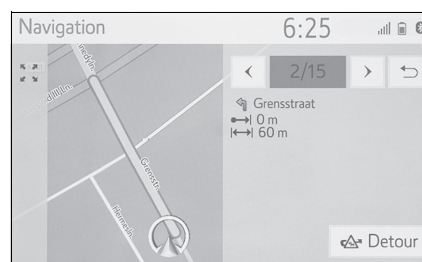 Navigation
6:25
2/15
Grensstraat
0 m
60 m
Detour
Grensstr.